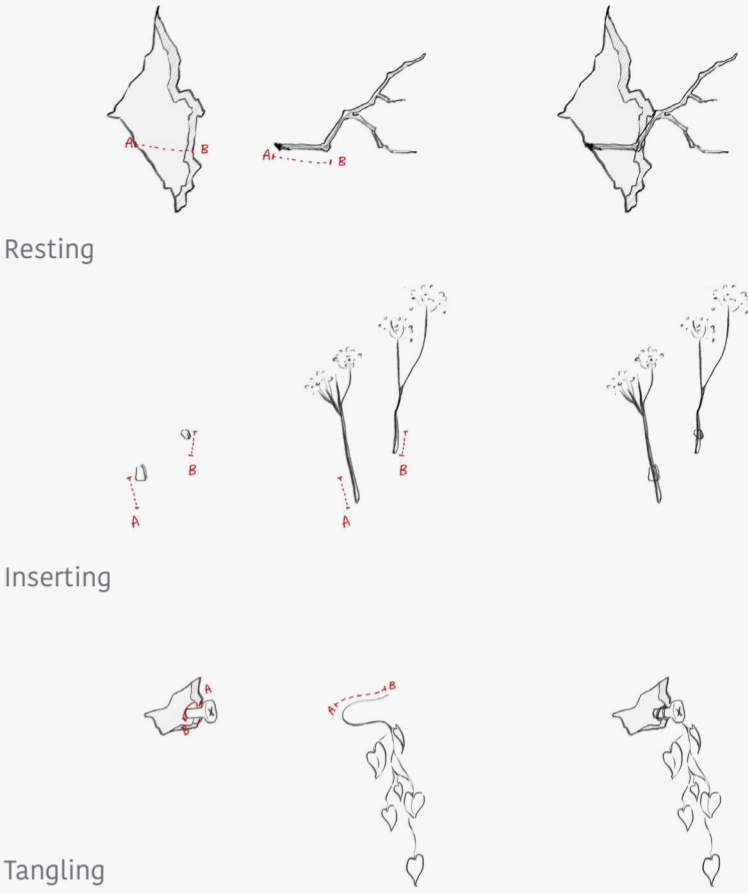 A B
A B
Resting
B B
A A
Inserting
A B
A
B
X X
Tangling